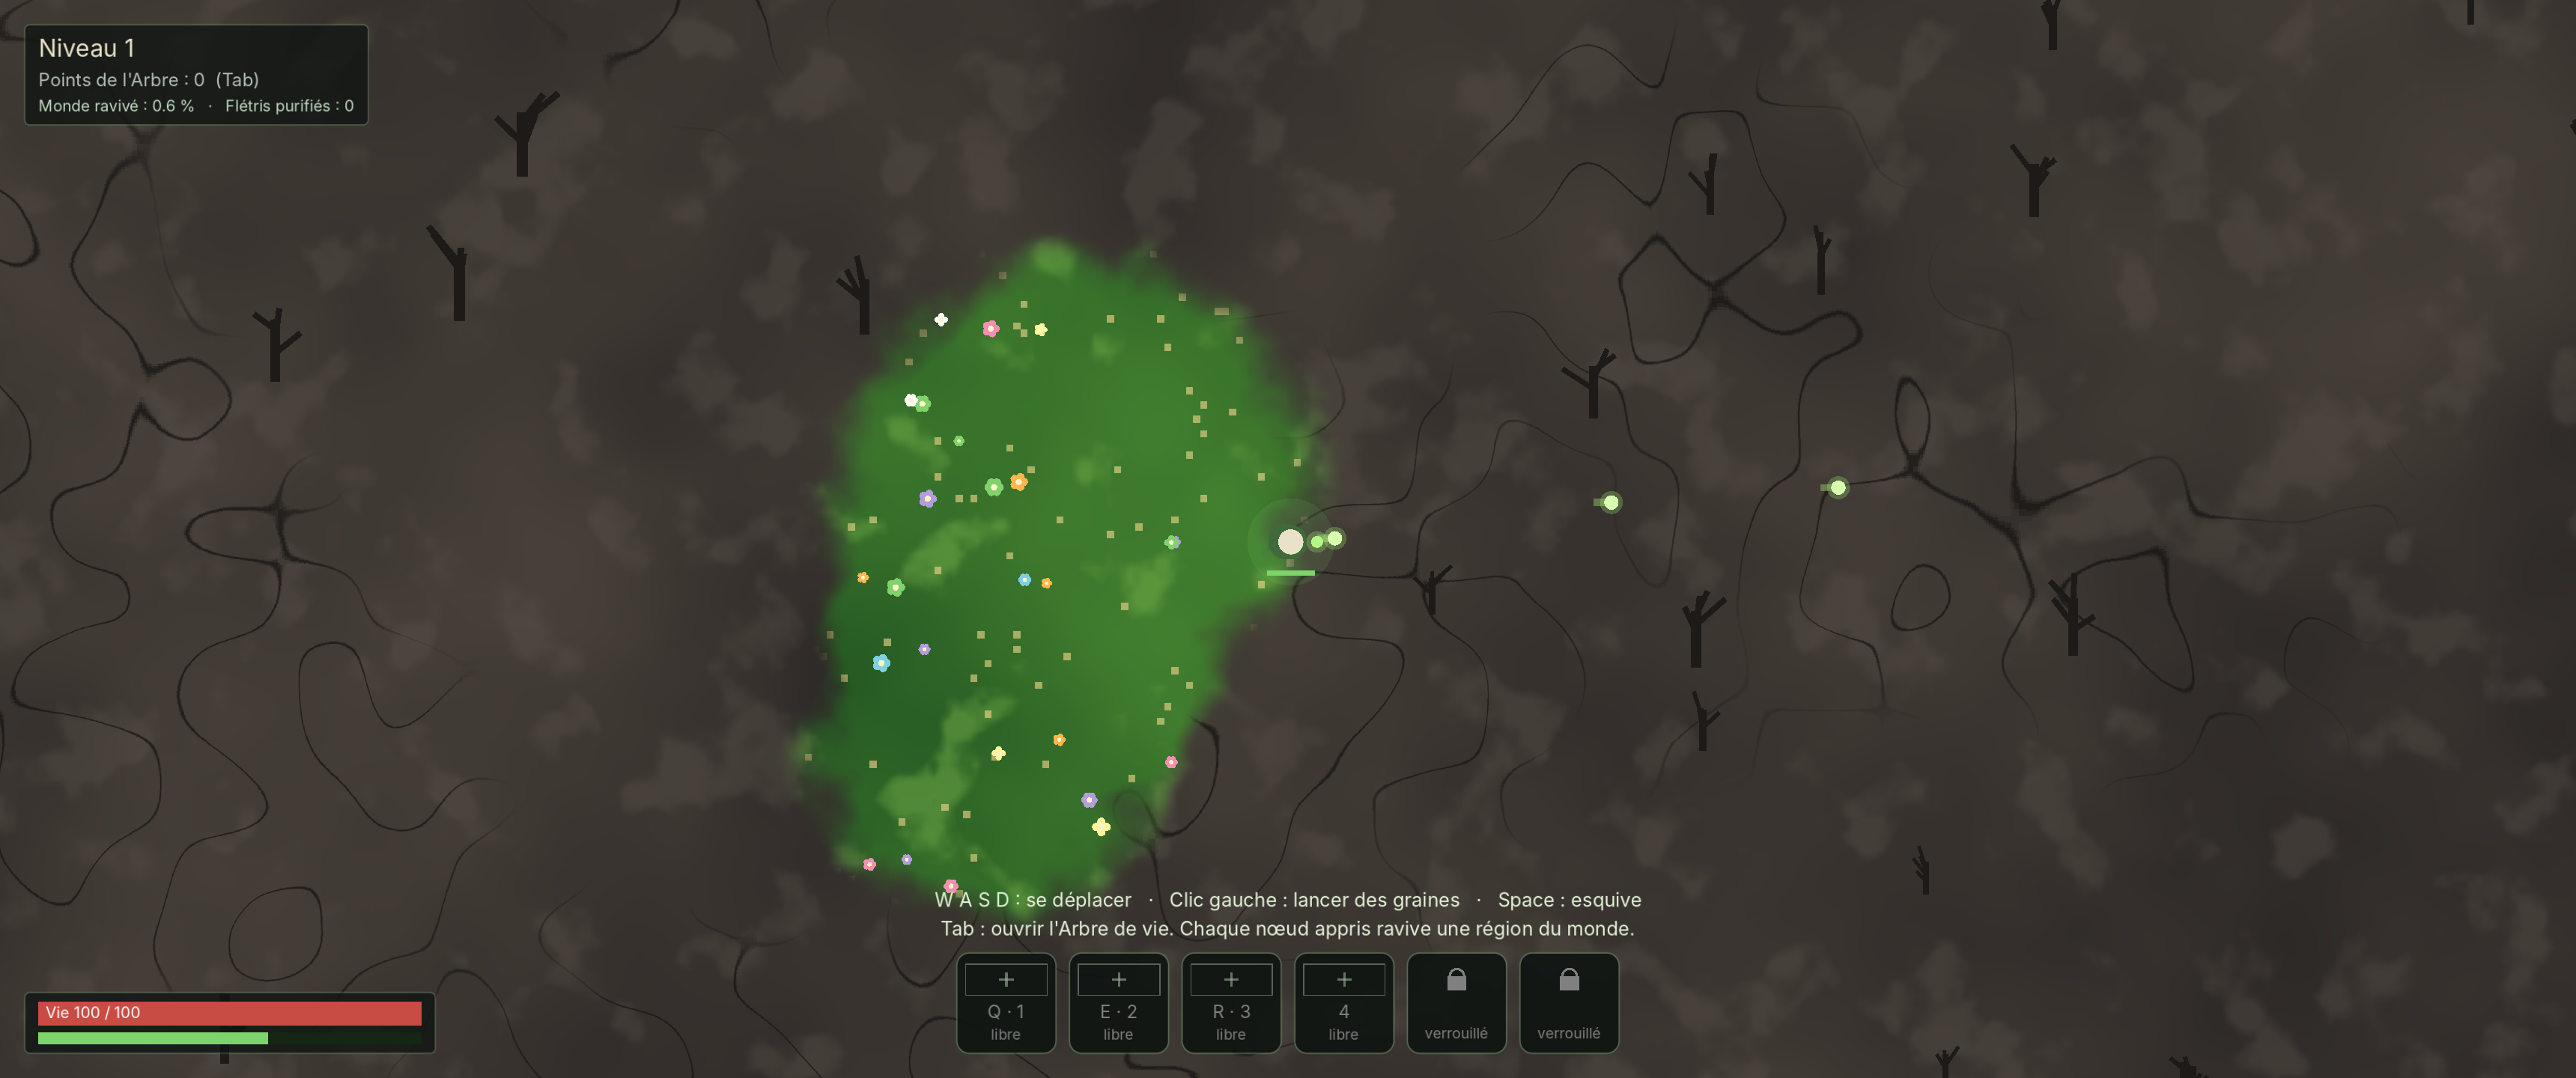 Niveau 1
Points de l'Arbre : 0 (Tab)
Monde ravivé : 0.6 % · Flétris purifiés : 0
W A S D : se déplacer · Clic gauche : lancer des graines · Space : esquive
Tab : ouvrir l'Arbre de vie. Chaque nœud appris ravive une région du monde.
Q · 1
libre
E · 2
libre
R · 3
libre
4
libre
verrouillé
verrouillé
Vie 100 / 100